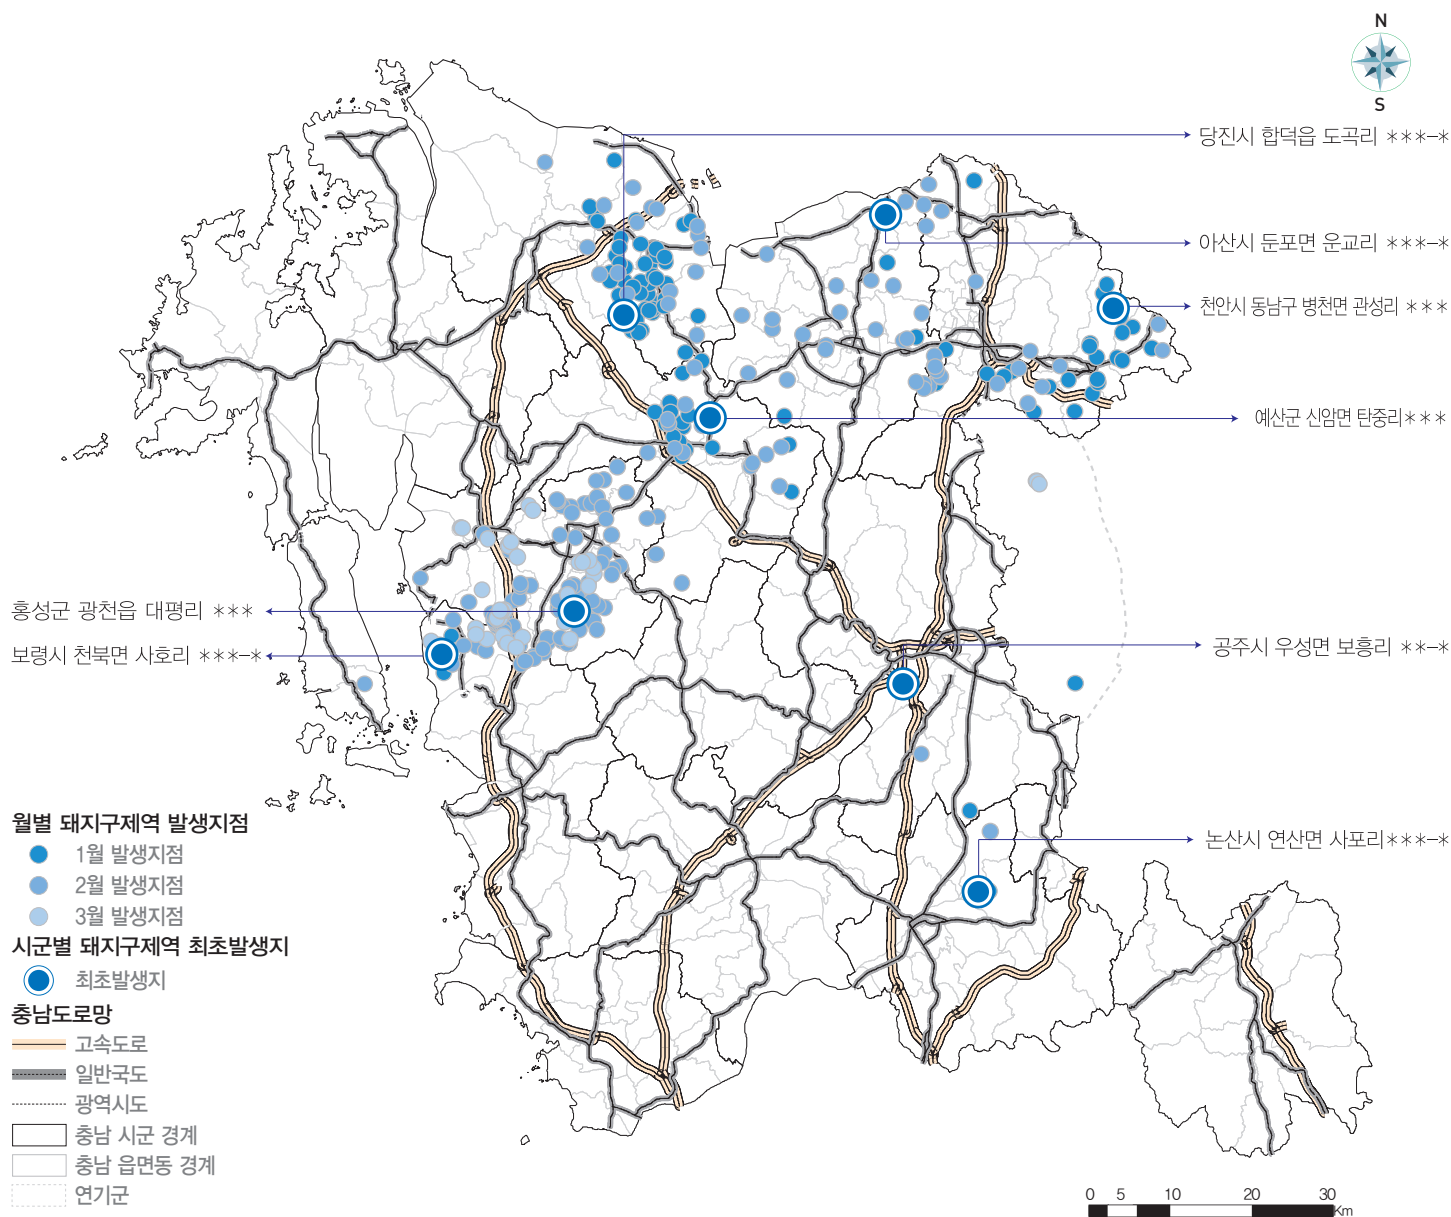 N
S
당진시 합덕읍 도곡리 ***-*
아산시 둔포면 운교리 ***-*
천안시 동남구 병천면 관성리 ***
예산군 신암면 탄중리***
홍성군 광천읍 대평리 ***
보령시 천북면 사호리 ***-*
공주시 우성면 보흥리 **-*
논산시 연산면 사포리***-*
월별 돼지구제역 발생지점
1월 발생지점
2월 발생지점
3월 발생지점
시군별 돼지구제역 최초발생지
최초발생지
충남도로망
고속도로
일반국도
광역시도
충남 시군 경계
충남 읍면동 경계
연기군
0 5 10 20 30
Km